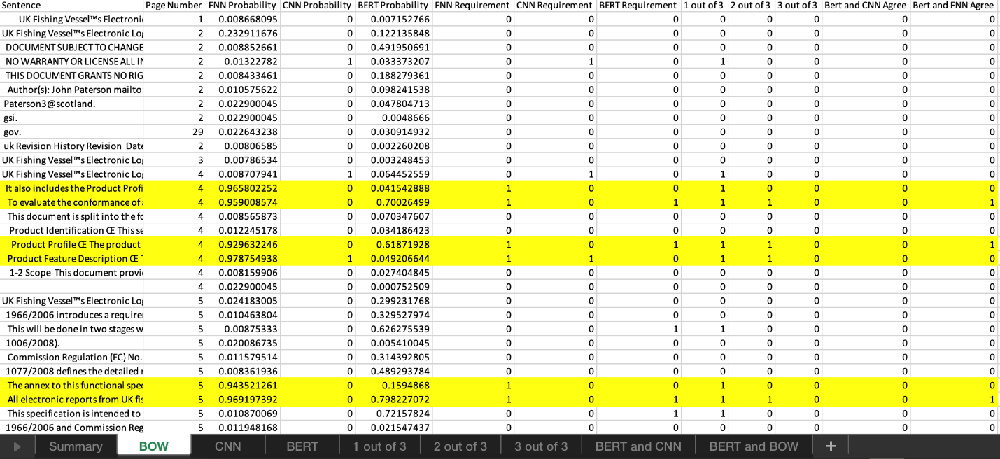 Sentence Page Number FNN Probability CNN Probability BERT Probability FNN Requirement CNN Requirement BERT Requirement 1 out of 3 2 out of 3 3 out of 3 Bert and CNN Agree Bert and FNN Agree
UK Fishing Vessel™s Electroni 1 0.008668095 0 0.007152766 0 0 0 0 0 0 0 0
UK Fishing Vessel™s Electronic Lo 2 0.232911676 0 0.122135848 0 0 0 0 0 0 0 0
DOCUMENT SUBJECT TO CHANGE 2 0.008852661 0 0.491950691 0 0 0 0 0 0 0 0
NO WARRANTY OR LICENSE ALL I 2 0.01322782 1 0.033373207 0 1 0 1 0 0 0 0
THIS DOCUMENT GRANTS NO RIG 2 0.008433461 0 0.188279361 0 0 0 0 0 0 0 0
Author(s): John Paterson mailto 2 0.010575622 0 0.098241538 0 0 0 0 0 0 0 0
Paterson3@scotland. 2 0.022900045 0 0.047804713 0 0 0 0 0 0 0 0
gsi. 2 0.022900045 0 0.0048666 0 0 0 0 0 0 0 0
gov. 29 0.022643238 0 0.030914932 0 0 0 0 0 0 0 0
uk Revision History Revision Date 2 0.00806585 0 0.002260208 0 0 0 0 0 0 0 0
UK Fishing Vessel™s Electronic Lo 3 0.00786534 0 0.003248453 0 0 0 0 0 0 0 0
UK Fishing Vessel™s Electronic Lo 4 0.008707941 1 0.064452559 0 1 0 1 0 0 0 0
It also includes the Product Profi 4 0.965802252 0 0.041542888 1 0 0 1 0 0 0 0
To evaluate the conformance of 4 0.959008574 0 0.70026499 1 0 1 1 1 0 0 1
This document is split into the fo 4 0.008565873 0 0.070347607 0 0 0 0 0 0 0 0
Product Identification Œ This se 4 0.012245178 0 0.034186423 0 0 0 0 0 0 0 0
Product Profile Œ The product 4 0.929632246 0 0.61871928 1 0 1 1 1 0 0 1
Product Feature Description Œ 4 0.978754938 1 0.049206644 1 1 0 1 1 0 0 0
1-2 Scope This document provi 4 0.008159906 0 0.027404845 0 0 0 0 0 0 0 0
4 0.022900045 0 0.000752509 0 0 0 0 0 0 0 0
UK Fishing Vessel™s Electronic Lo 5 0.024183005 0 0.299231768 0 0 0 0 0 0 0 0
1966/2006 introduces a require 5 0.010463804 0 0.329527974 0 0 0 0 0 0 0 0
This will be done in two stages w 5 0.00875333 0 0.626275539 0 0 1 1 0 0 0 0
1006/2008). 5 0.020086735 0 0.005410045 0 0 0 0 0 0 0 0
Commission Regulation (EC) No. 5 0.011579514 0 0.314392805 0 0 0 0 0 0 0 0
1077/2008 defines the detailed 5 0.008361936 0 0.489293784 0 0 0 0 0 0 0 0
The annex to this functional spec 5 0.943521261 0 0.1594868 1 0 0 1 0 0 0 0
All electronic reports from UK fis 5 0.969197392 0 0.798227072 1 0 1 1 1 0 0 1
This specification is intended to 5 0.010870069 0 0.72157824 0 0 1 1 0 0 0 0
1966/2006 and Commission Reg 5 0.011948168 0 0.021547437 0 0 0 0 0 0 0 0
Summary BOW CNN BERT 1 out of 3 2 out of 3 3 out of 3 BERT and CNN BERT and BOW +